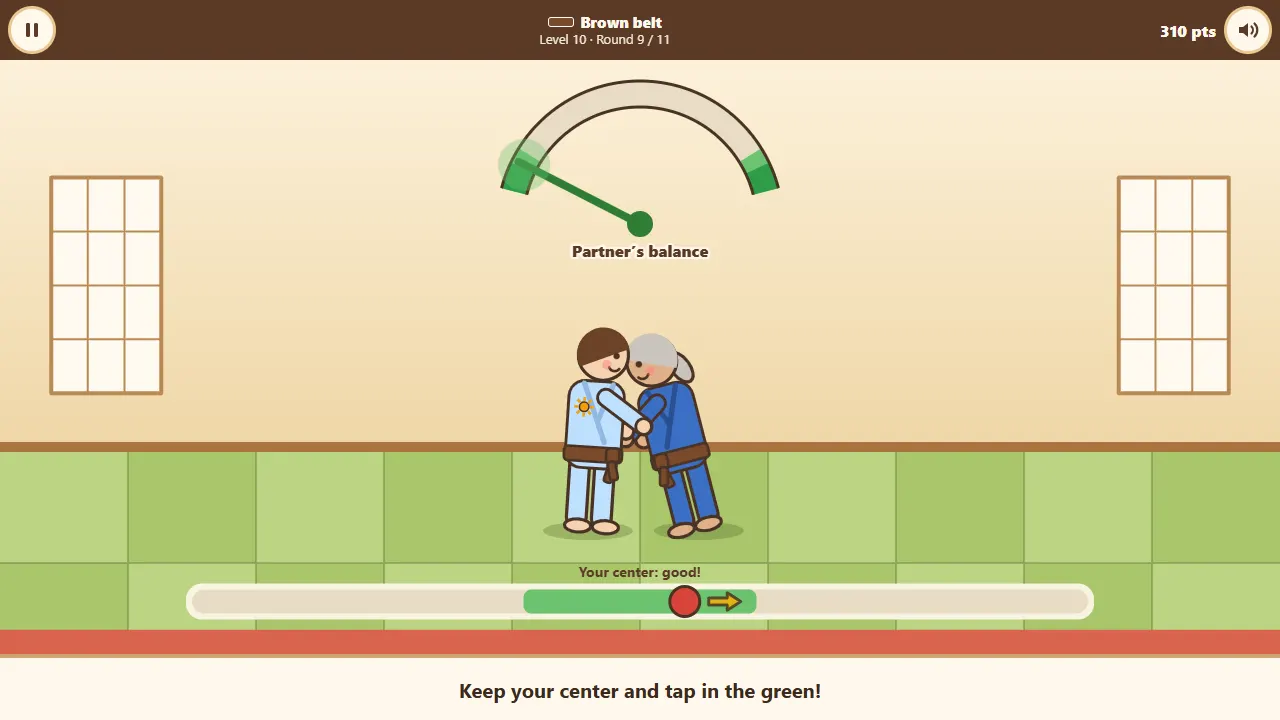 Brown belt
Level 10 · Round 9 / 11
310 pts
Partner's balance
Your center: good!
Keep your center and tap in the green!